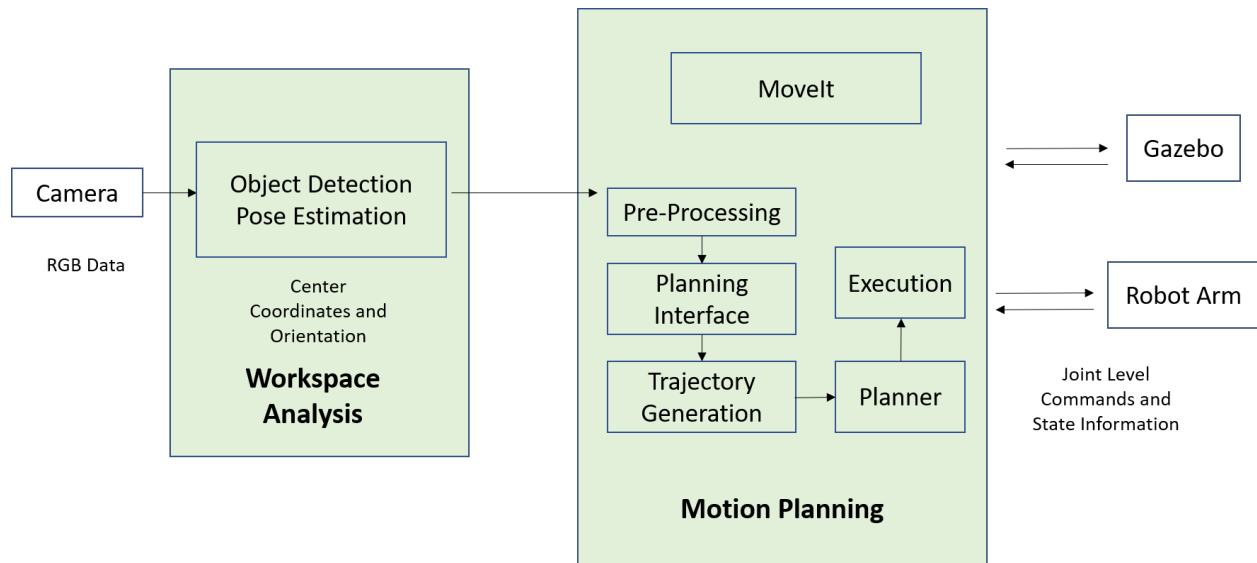 Camera
RGB Data
Object Detection
Pose Estimation
Center
Coordinates and
Orientation
Workspace
Analysis
MoveIt
Pre-Processing
Planning
Interface
Trajectory
Generation
Planner
Execution
Motion Planning
Gazebo
Robot Arm
Joint Level
Commands and
State Information